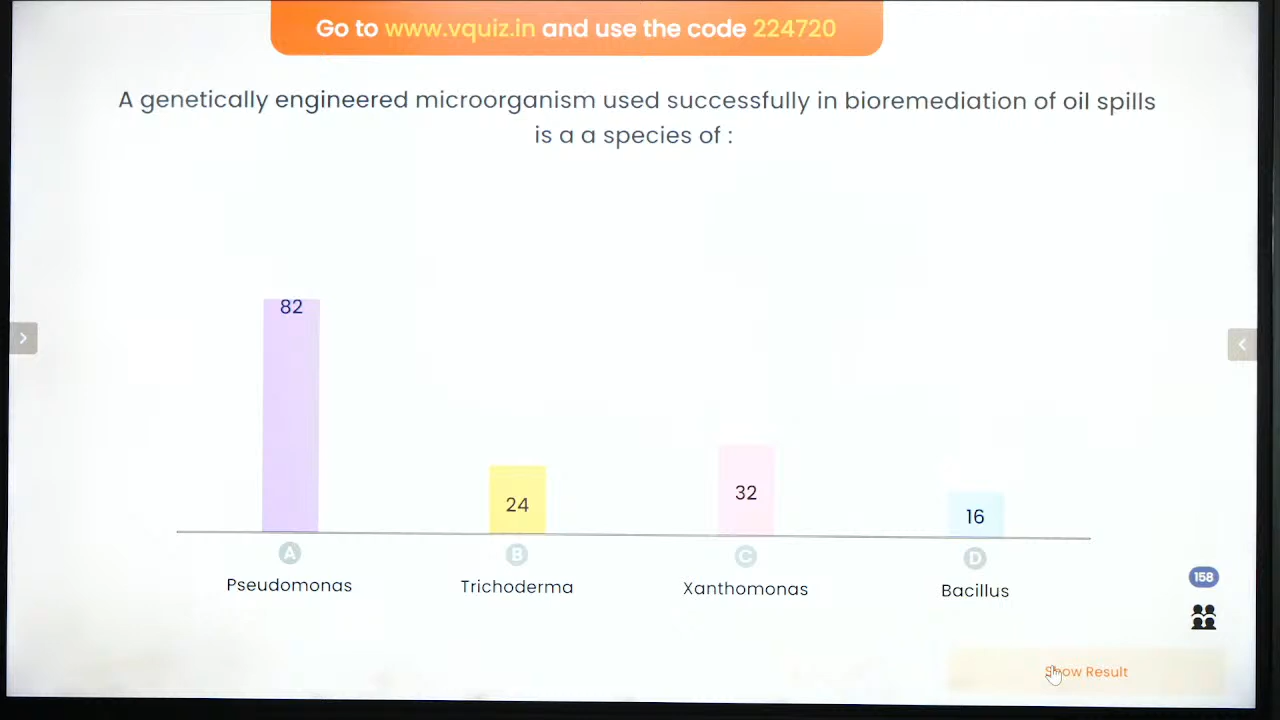 Go to www.vquiz.in and use the code 224720
A genetically engineered microorganism used successfully in bioremediation of oil spills
is a a species of :
82
24
32
16
A
B
C
D
Pseudomonas
Trichoderma
Xanthomonas
Bacillus
158
Show Result